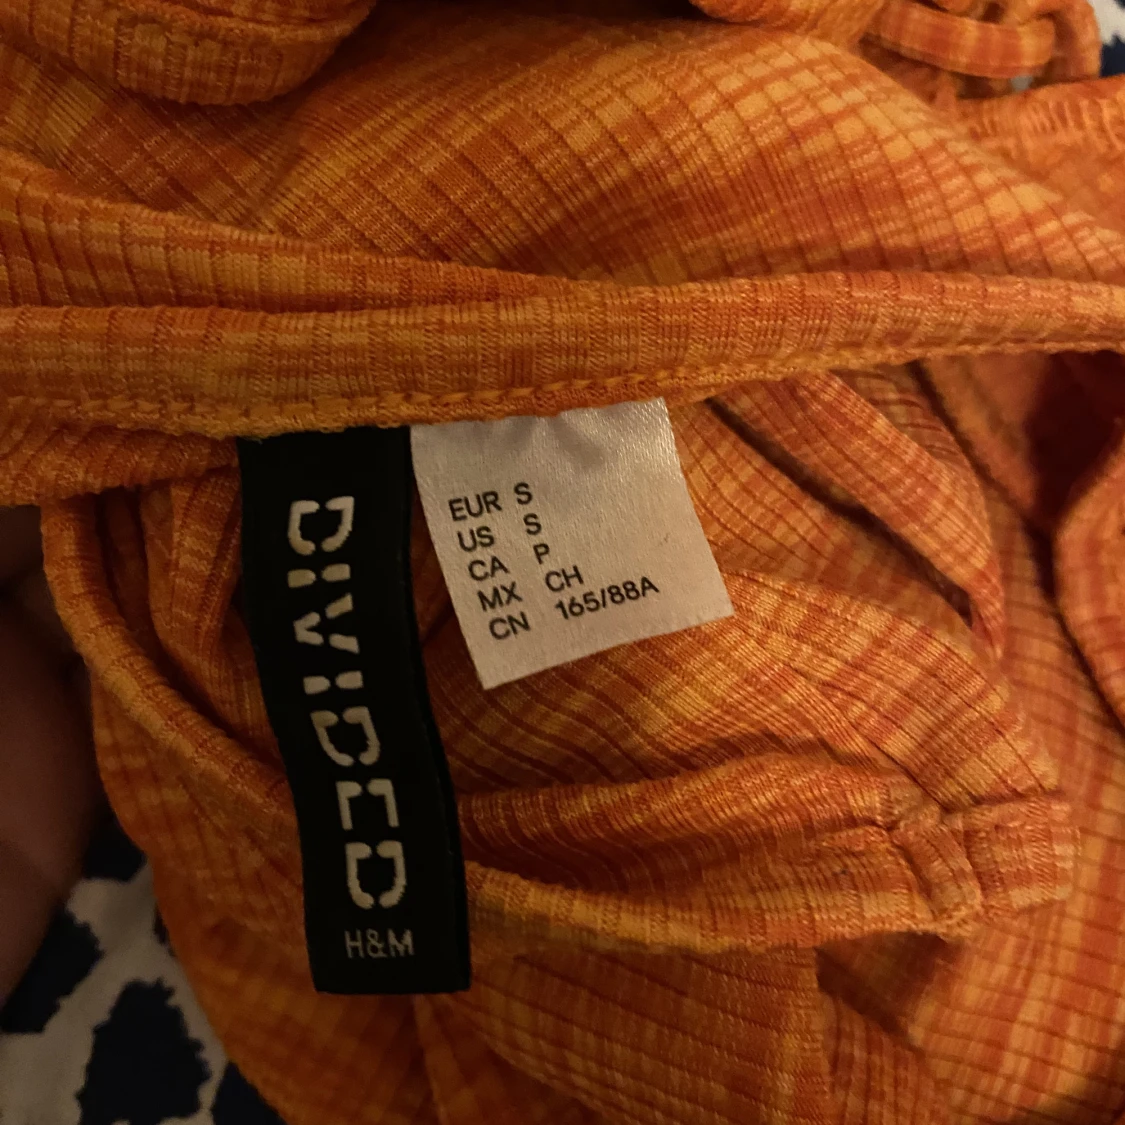 DIVIDED
H&M
EUR S
US S
CA P
MX CH
CN 165/88A